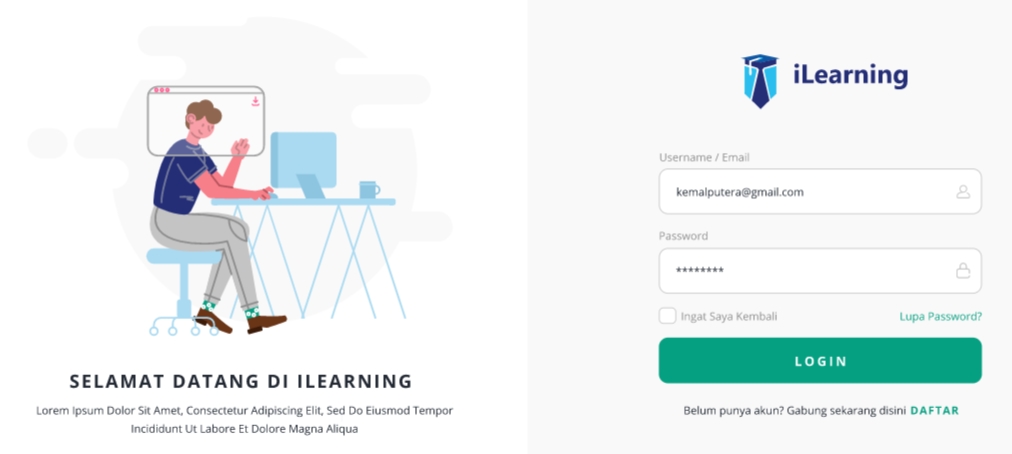 iLearning
Username / Email
kemalputera@gmail.com
Password
********
Ingat Saya Kembali
Lupa Password?
LOGIN
Belum punya akun? Gabung sekarang disini DAFTAR
SELAMAT DATANG DI ILEARNING
Lorem Ipsum Dolor Sit Amet, Consectetur Adipiscing Elit, Sed Do Eiusmod Tempor
Incididunt Ut Labore Et Dolore Magna Aliqua